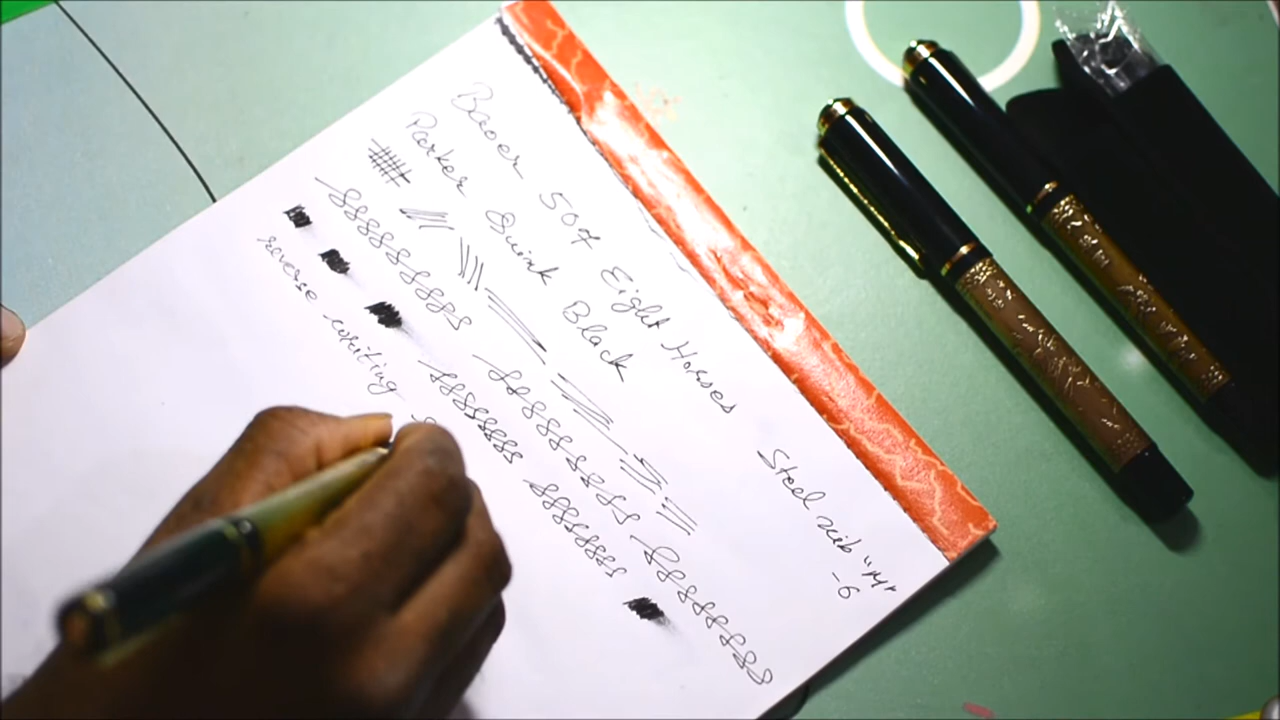 Baoer 507 Eight Horses
Parker Quink Black
Steel nib "M"
-6
reverse writing